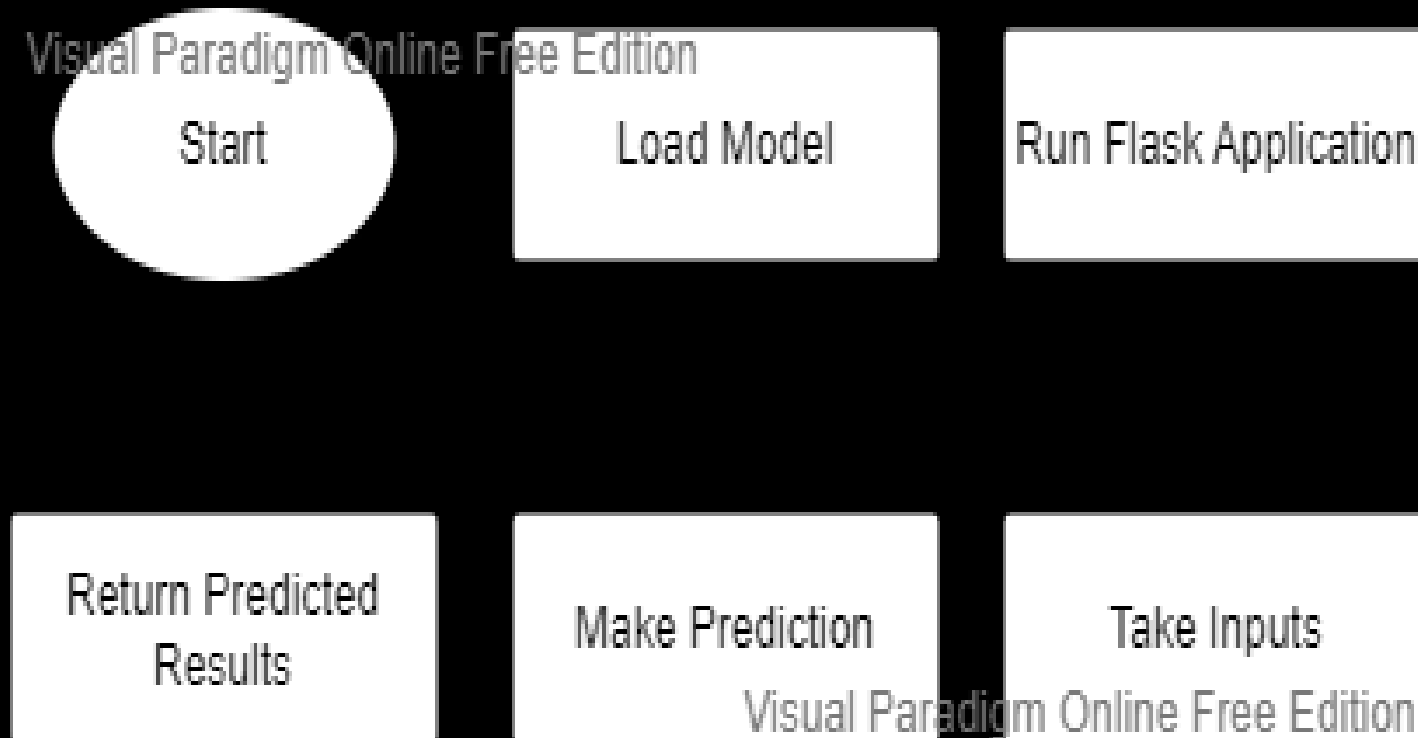 Visual Paradigm Online Free Edition
Start
Load Model
Run Flask Application
Return Predicted
Results
Make Prediction
Take Inputs
Visual Paradigm Online Free Edition